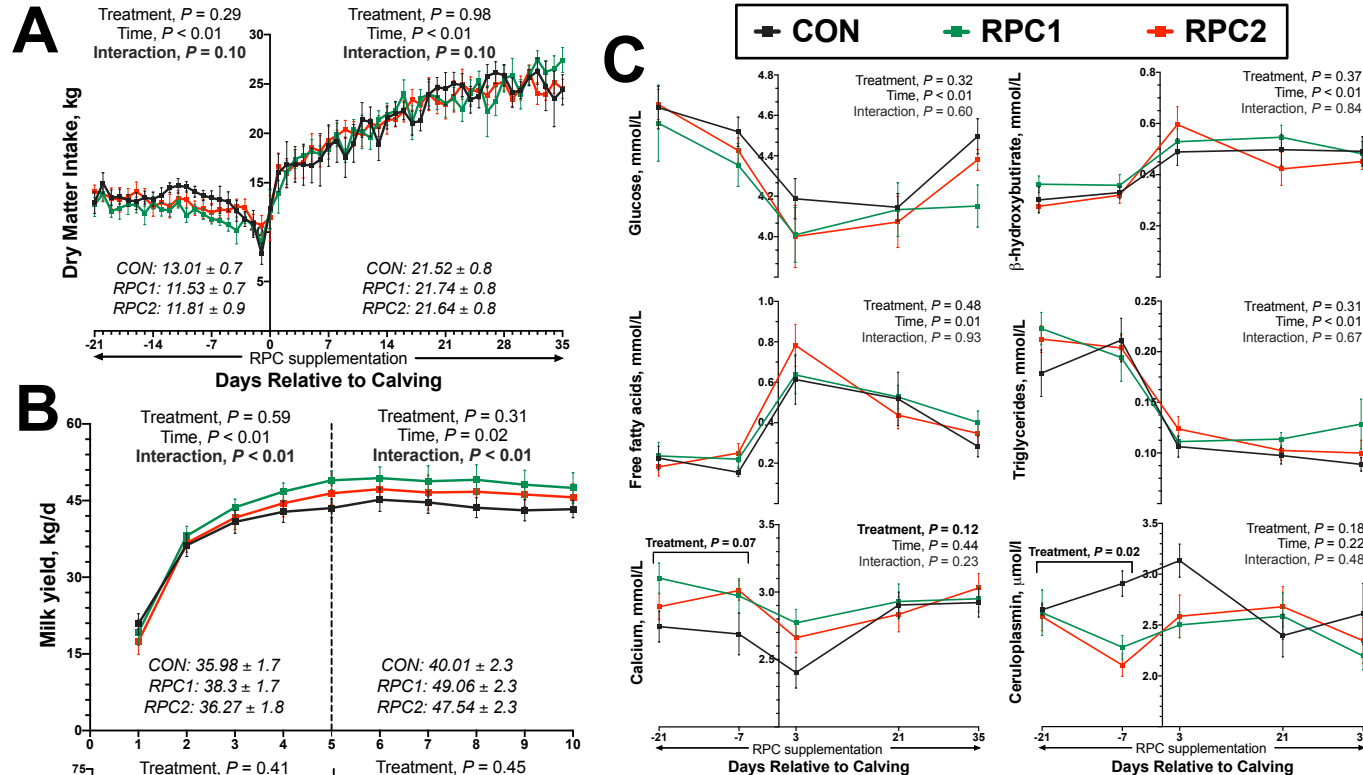 A
Treatment, P = 0.29
Time, P < 0.01
Interaction, P = 0.10
Treatment, P = 0.98
Time, P < 0.01
Interaction, P = 0.10
Dry Matter Intake, kg
30
25
20
15
10
5
CON: 13.01 ± 0.7
RPC1: 11.53 ± 0.7
RPC2: 11.81 ± 0.9
CON: 21.52 ± 0.8
RPC1: 21.74 ± 0.8
RPC2: 21.64 ± 0.8
-21 -14 -7 0 7 14 21 28 35
RPC supplementation
Days Relative to Calving
B
Treatment, P = 0.59
Time, P < 0.01
Interaction, P < 0.01
Treatment, P = 0.31
Time, P = 0.02
Interaction, P < 0.01
Milk yield, kg/d
60
45
30
15
0
CON: 35.98 ± 1.7
RPC1: 38.3 ± 1.7
RPC2: 36.27 ± 1.8
CON: 40.01 ± 2.3
RPC1: 49.06 ± 2.3
RPC2: 47.54 ± 2.3
0 1 2 3 4 5 6 7 8 9 10
75
Treatment, P = 0.41
Treatment, P = 0.45
CON RPC1 RPC2
C
Glucose, mmol/L
4.8
4.4
4.0
Treatment, P = 0.32
Time, P < 0.01
Interaction, P = 0.60
β-hydroxybutirate, mmol/L
0.8
0.6
0.4
0.2
Treatment, P = 0.37
Time, P < 0.01
Interaction, P = 0.84
Free fatty acids, mmol/L
1.0
0.8
0.6
0.4
0.2
Treatment, P = 0.48
Time, P = 0.01
Interaction, P = 0.93
Triglycerides, mmol/L
0.25
0.20
0.15
0.10
Treatment, P = 0.31
Time, P < 0.01
Interaction, P = 0.67
Calcium, mmol/L
3.5
3.0
2.5
Treatment, P = 0.07
Treatment, P = 0.12
Time, P = 0.44
Interaction, P = 0.23
-21 -7 3 21 35
RPC supplementation
Days Relative to Calving
Ceruloplasmin, μmol/l
3.5
3.0
2.5
2.0
Treatment, P = 0.02
Treatment, P = 0.18
Time, P = 0.22
Interaction, P = 0.48
-21 -7 3 21
RPC supplementation
Days Relative to Calving